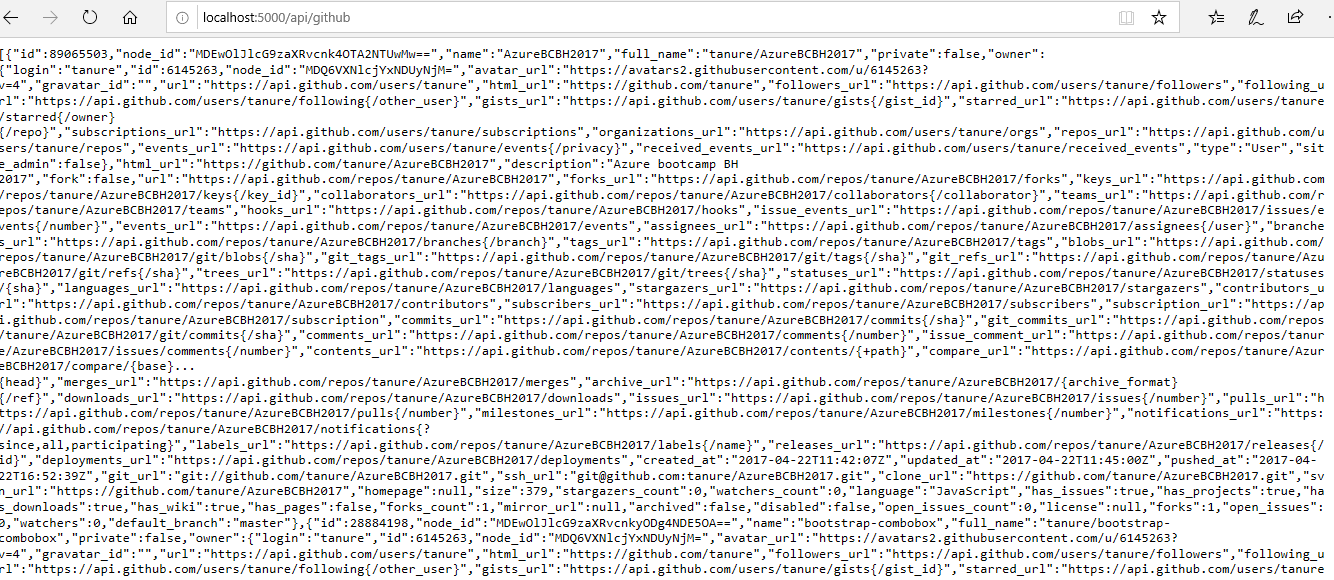 localhost:5000/api/github
[{"id":89065503,"node_id":"MDEwOlJlcG9zaXRvcnk4OTA2NTUwMw==","name":"AzureBCBH2017","full_name":"tanure/AzureBCBH2017","private":false,"owner":
{"login":"tanure","id":6145263,"node_id":"MDQ6VXNlcjYxNDUyNjM=","avatar_url":"https://avatars2.githubusercontent.com/u/6145263?
v=4","gravatar_id":"","url":"https://api.github.com/users/tanure","html_url":"https://github.com/tanure","followers_url":"https://api.github.com/users/tanure/followers","following_u
rl":"https://api.github.com/users/tanure/following{/other_user}","gists_url":"https://api.github.com/users/tanure/gists{/gist_id}","starred_url":"https://api.github.com/users/tanure
/starred{/owner}
{/repo}","subscriptions_url":"https://api.github.com/users/tanure/subscriptions","organizations_url":"https://api.github.com/users/tanure/orgs","repos_url":"https://api.github.com/u
sers/tanure/repos","events_url":"https://api.github.com/users/tanure/events{/privacy}","received_events_url":"https://api.github.com/users/tanure/received_events","type":"User","sit
e_admin":false},"html_url":"https://github.com/tanure/AzureBCBH2017","description":"Azure bootcamp BH
2017","fork":false,"url":"https://api.github.com/repos/tanure/AzureBCBH2017","forks_url":"https://api.github.com/repos/tanure/AzureBCBH2017/forks","keys_url":"https://api.github.com
/repos/tanure/AzureBCBH2017/keys{/key_id}","collaborators_url":"https://api.github.com/repos/tanure/AzureBCBH2017/collaborators{/collaborator}","teams_url":"https://api.github.com/r
epos/tanure/AzureBCBH2017/teams","hooks_url":"https://api.github.com/repos/tanure/AzureBCBH2017/hooks","issue_events_url":"https://api.github.com/repos/tanure/AzureBCBH2017/issues/e
vents{/number}","events_url":"https://api.github.com/repos/tanure/AzureBCBH2017/events","assignees_url":"https://api.github.com/repos/tanure/AzureBCBH2017/assignees{/user}","branche
s_url":"https://api.github.com/repos/tanure/AzureBCBH2017/branches{/branch}","tags_url":"https://api.github.com/repos/tanure/AzureBCBH2017/tags","blobs_url":"https://api.github.com/
repos/tanure/AzureBCBH2017/git/blobs{/sha}","git_tags_url":"https://api.github.com/repos/tanure/AzureBCBH2017/git/tags{/sha}","git_refs_url":"https://api.github.com/repos/tanure/Azu
reBCBH2017/git/refs{/sha}","trees_url":"https://api.github.com/repos/tanure/AzureBCBH2017/git/trees{/sha}","statuses_url":"https://api.github.com/repos/tanure/AzureBCBH2017/statuses
/{sha}","languages_url":"https://api.github.com/repos/tanure/AzureBCBH2017/languages","stargazers_url":"https://api.github.com/repos/tanure/AzureBCBH2017/stargazers","contributors_u
rl":"https://api.github.com/repos/tanure/AzureBCBH2017/contributors","subscribers_url":"https://api.github.com/repos/tanure/AzureBCBH2017/subscribers","subscription_url":"https://ap
i.github.com/repos/tanure/AzureBCBH2017/subscription","commits_url":"https://api.github.com/repos/tanure/AzureBCBH2017/commits{/sha}","git_commits_url":"https://api.github.com/repos
/tanure/AzureBCBH2017/git/commits{/sha}","comments_url":"https://api.github.com/repos/tanure/AzureBCBH2017/comments{/number}","issue_comment_url":"https://api.github.com/repos/tanur
e/AzureBCBH2017/issues/comments{/number}","contents_url":"https://api.github.com/repos/tanure/AzureBCBH2017/contents/{+path}","compare_url":"https://api.github.com/repos/tanure/Azur
eBCBH2017/compare/{base}...
{head}","merges_url":"https://api.github.com/repos/tanure/AzureBCBH2017/merges","archive_url":"https://api.github.com/repos/tanure/AzureBCBH2017/{archive_format}
{/ref}","downloads_url":"https://api.github.com/repos/tanure/AzureBCBH2017/downloads","issues_url":"https://api.github.com/repos/tanure/AzureBCBH2017/issues{/number}","pulls_url":"h
ttps://api.github.com/repos/tanure/AzureBCBH2017/pulls{/number}","milestones_url":"https://api.github.com/repos/tanure/AzureBCBH2017/milestones{/number}","notifications_url":"https:
//api.github.com/repos/tanure/AzureBCBH2017/notifications{?
since,all,participating}","labels_url":"https://api.github.com/repos/tanure/AzureBCBH2017/labels{/name}","releases_url":"https://api.github.com/repos/tanure/AzureBCBH2017/releases{/
id}","deployments_url":"https://api.github.com/repos/tanure/AzureBCBH2017/deployments","created_at":"2017-04-22T11:42:07Z","updated_at":"2017-04-22T11:45:00Z","pushed_at":"2017-04-
22T16:52:39Z","git_url":"git://github.com/tanure/AzureBCBH2017.git","ssh_url":"git@github.com:tanure/AzureBCBH2017.git","clone_url":"https://github.com/tanure/AzureBCBH2017.git","sv
n_url":"https://github.com/tanure/AzureBCBH2017","homepage":null,"size":379,"stargazers_count":0,"watchers_count":0,"language":"JavaScript","has_issues":true,"has_projects":true,"ha
s_downloads":true,"has_wiki":true,"has_pages":false,"forks_count":1,"mirror_url":null,"archived":false,"disabled":false,"open_issues_count":0,"license":null,"forks":1,"open_issues":
0,"watchers":0,"default_branch":"master"},{"id":28884198,"node_id":"MDEwOlJlcG9zaXRvcnkyODg4NDE5OA==","name":"bootstrap-combobox","full_name":"tanure/bootstrap-
combobox","private":false,"owner":{"login":"tanure","id":6145263,"node_id":"MDQ6VXNlcjYxNDUyNjM=","avatar_url":"https://avatars2.githubusercontent.com/u/6145263?
v=4","gravatar_id":"","url":"https://api.github.com/users/tanure","html_url":"https://github.com/tanure","followers_url":"https://api.github.com/users/tanure/followers","following_u
rl":"https://api.github.com/users/tanure/following{/other_user}","gists_url":"https://api.github.com/users/tanure/gists{/gist_id}","starred_url":"https://api.github.com/users/tanure